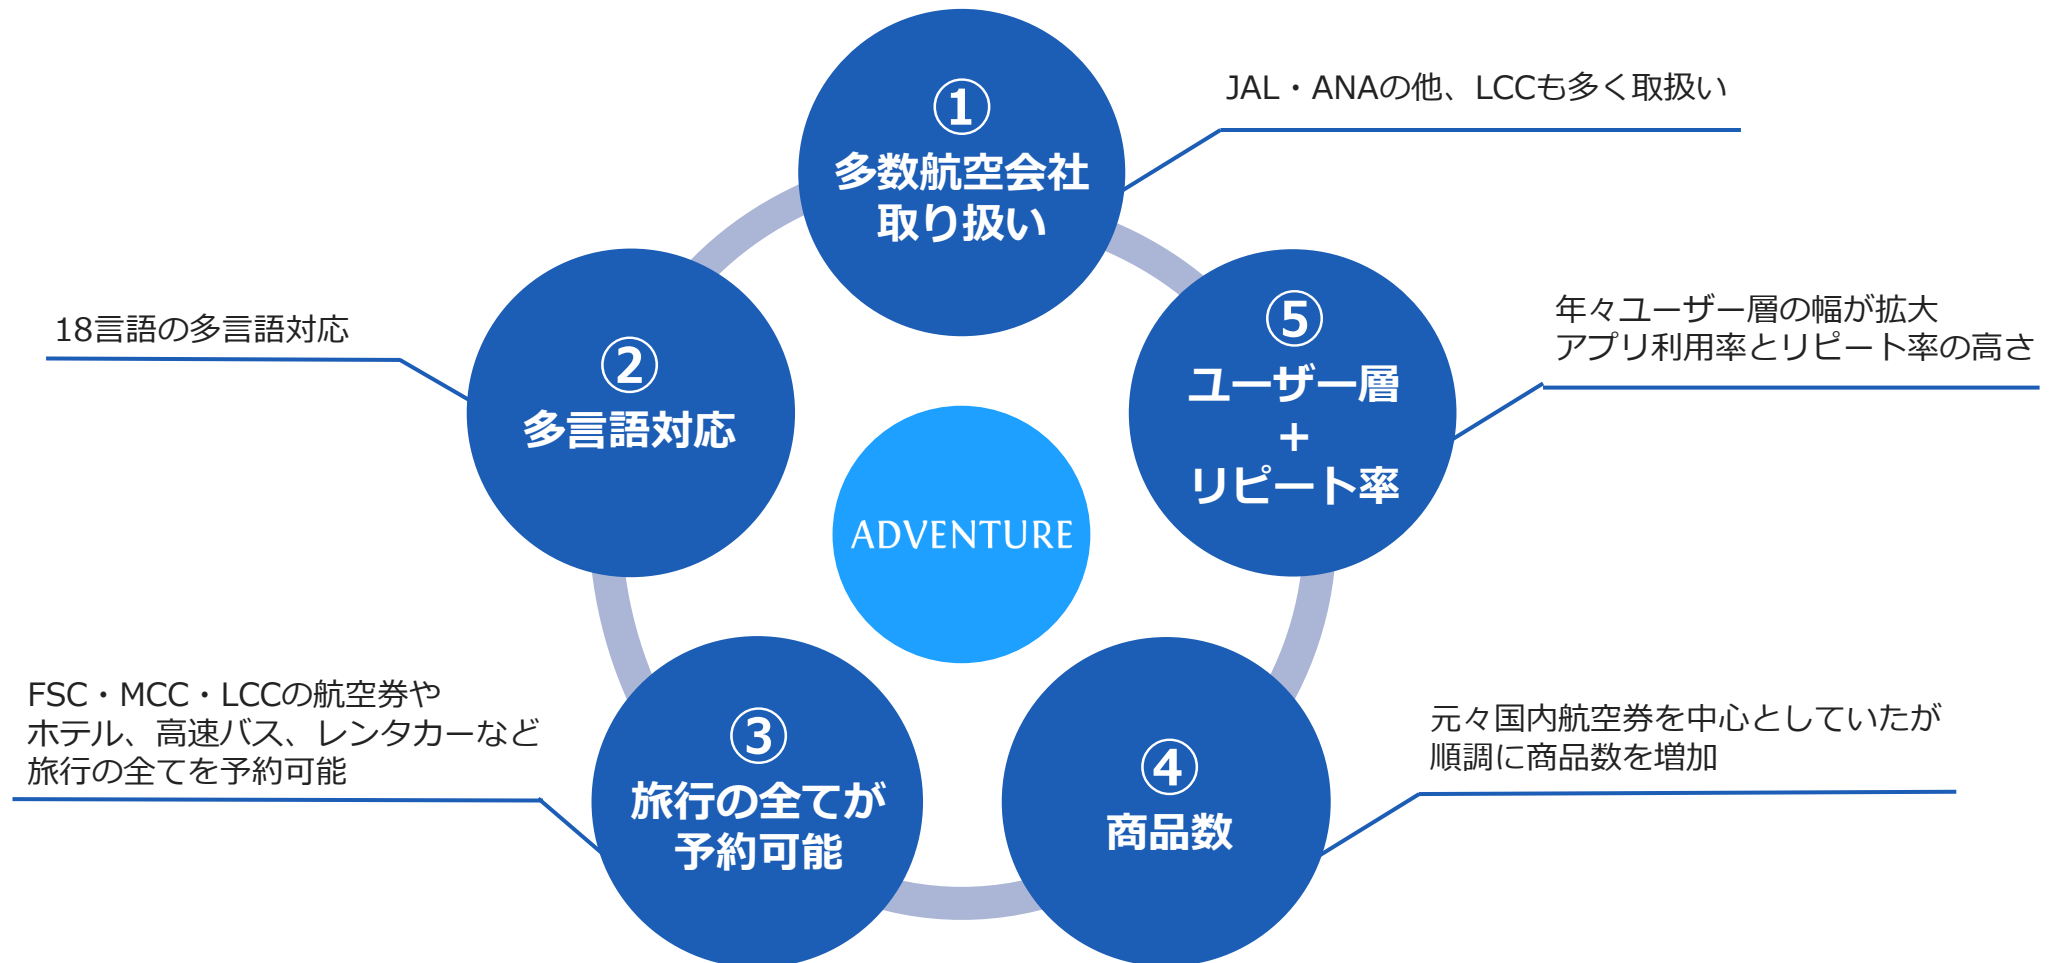 ①
多数航空会社
取り扱い
JAL・ANAの他、LCCも多く取扱い
②
多言語対応
18言語の多言語対応
③
旅行の全てが
予約可能
FSC・MCC・LCCの航空券や
ホテル、高速バス、レンタカーなど
旅行の全てを予約可能
④
商品数
元々国内航空券を中心としていたが
順調に商品数を増加
⑤
ユーザー層
+
リピート率
年々ユーザー層の幅が拡大
アプリ利用率とリピート率の高さ
ADVENTURE